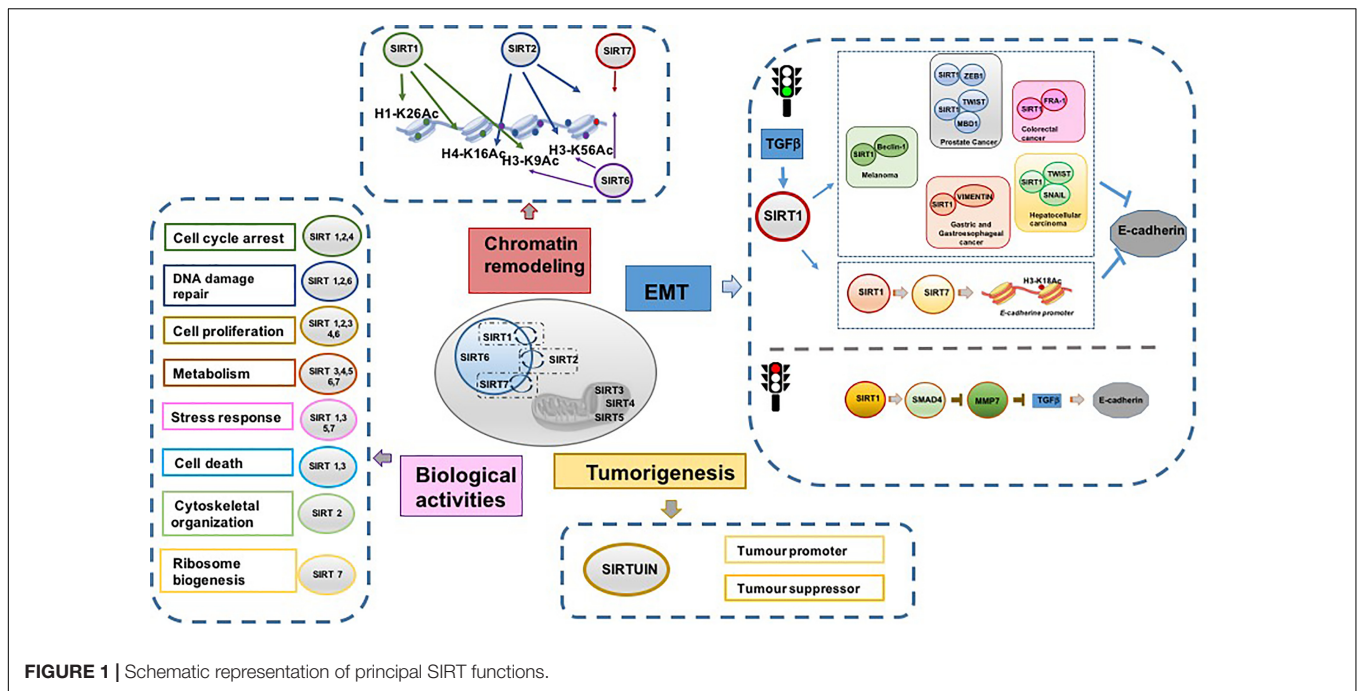 SIRT1
SIRT2
SIRT7
H1-K26Ac
H4-K16Ac
H3-K9Ac
H3-K56Ac
SIRT6
Chromatin
remodeling
EMT
Cell cycle arrest
SIRT 1,2,4
DNA damage
repair
SIRT 1,2,6
Cell proliferation
SIRT 1,2,3
4,6
Metabolism
SIRT 3,4,5
6,7
Stress response
SIRT 1,3
5,7
Cell death
SIRT 1,3
Cytoskeletal
organization
SIRT 2
Ribosome
biogenesis
SIRT 7
SIRT1
SIRT6
SIRT2
SIRT7
SIRT3
SIRT4
SIRT5
Biological
activities
Tumorigenesis
SIRTUIN
Tumour promoter
Tumour suppressor
TGFβ
SIRT1
SIRT1
Beclin-1
Melanoma
SIRT1
ZEB1
SIRT1
TWIST
MBD1
Prostate Cancer
SIRT1
FRA-1
Colorectal
cancer
SIRT1
VIMENTIN
Gastric and
Gastroesophageal
cancer
SIRT1
TWIST
SNAIL
Hepatocellular
carcinoma
E-cadherin
SIRT1
SIRT7
H3-K18Ac
E-cadherine promoter
SIRT1
SMAD4
MMP7
TGFβ
E-cadherin
FIGURE 1 | Schematic representation of principal SIRT functions.